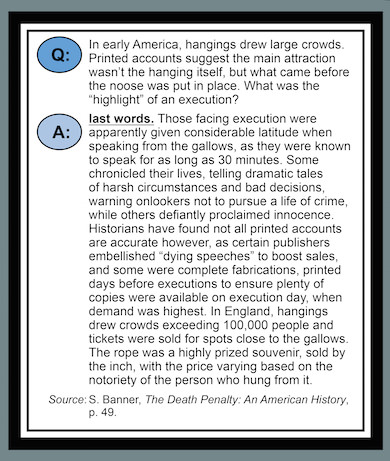 Q:
In early America, hangings drew large crowds.
Printed accounts suggest the main attraction
wasn't the hanging itself, but what came before
the noose was put in place. What was the
"highlight" of an execution?
A:
last words. Those facing execution were
apparently given considerable latitude when
speaking from the gallows, as they were known
to speak for as long as 30 minutes. Some
chronicled their lives, telling dramatic tales
of harsh circumstances and bad decisions,
warning onlookers not to pursue a life of crime,
while others defiantly proclaimed innocence.
Historians have found not all printed accounts
are accurate however, as certain publishers
embellished "dying speeches" to boost sales,
and some were complete fabrications, printed
days before executions to ensure plenty of
copies were available on execution day, when
demand was highest. In England, hangings
drew crowds exceeding 100,000 people and
tickets were sold for spots close to the gallows.
The rope was a highly prized souvenir, sold by
the inch, with the price varying based on the
notoriety of the person who hung from it.
Source: S. Banner, The Death Penalty: An American History,
p. 49.